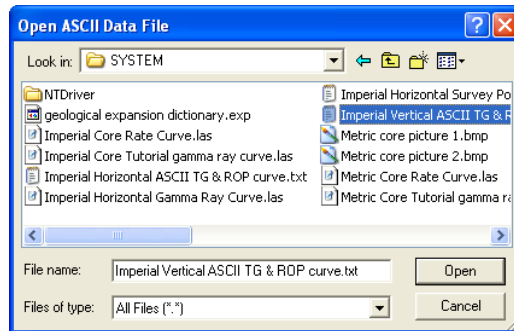 Open ASCII Data File
Look in: SYSTEM
NTDriver
geological expansion dictionary.exp
Imperial Core Rate Curve.las
Imperial Core Tutorial gamma ray curve.las
Imperial Horizontal ASCII TG & ROP curve.txt
Imperial Horizontal Gamma Ray Curve.las
Imperial Horizontal Survey Po
Imperial Vertical ASCII TG & R
Metric core picture 1.bmp
Metric core picture 2.bmp
Metric Core Rate Curve.las
Metric Core Tutorial gamma ra
File name: Imperial Vertical ASCII TG & ROP curve.txt Open
Files of type: All Files (*.*) Cancel